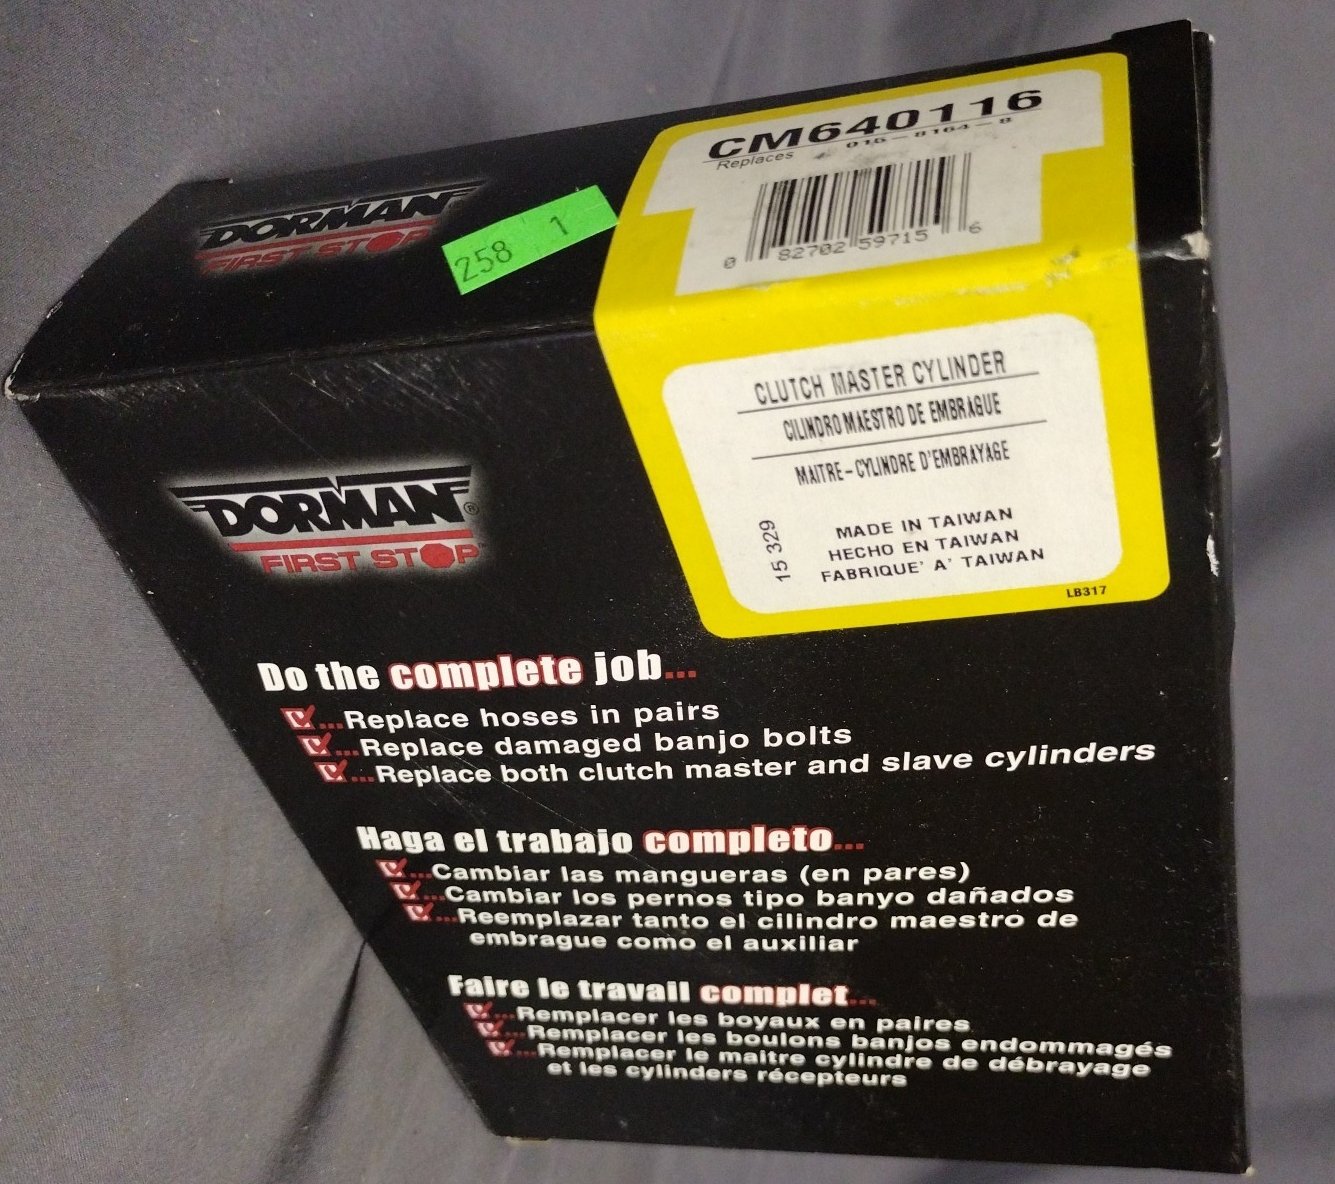 DORMAN
FIRST STOP
258 1
CM640116
Replaces 015-8164-8
0 82702 59715 6
CLUTCH MASTER CYLINDER
CILINDRO MAESTRO DE EMBRAGUE
MAITRE-CYLINDRE D'EMBRAYAGE
15 329
MADE IN TAIWAN
HECHO EN TAIWAN
FABRIQUE' A' TAIWAN
LB317
DORMAN®
FIRST STOP
Do the complete job...
...Replace hoses in pairs
...Replace damaged banjo bolts
...Replace both clutch master and slave cylinders
Haga el trabajo completo...
...Cambiar las mangueras (en pares)
...Cambiar los pernos tipo banyo dañados
...Reemplazar tanto el cilindro maestro de
embrague como el auxiliar
Faire le travail complet...
...Remplacer les boyaux en paires
...Remplacer les boulons banjos endommagés
...Remplacer le maitre cylindre de débrayage
et les cylinders récepteurs